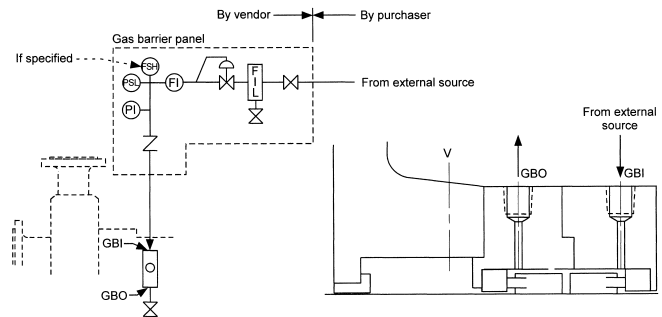 By vendor
By purchaser
Gas barrier panel
If specified
FSH
PSL
FI
FIL
PI
From external source
GBI
GBO
V
GBO
From external
source
GBI